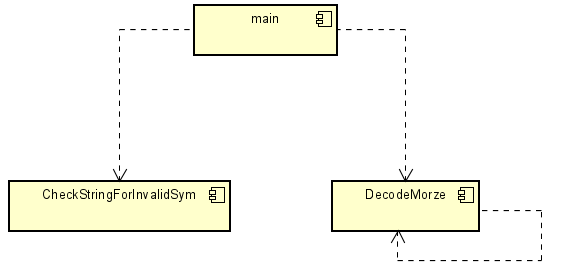 main
CheckStringForInvalidSym
DecodeMorze